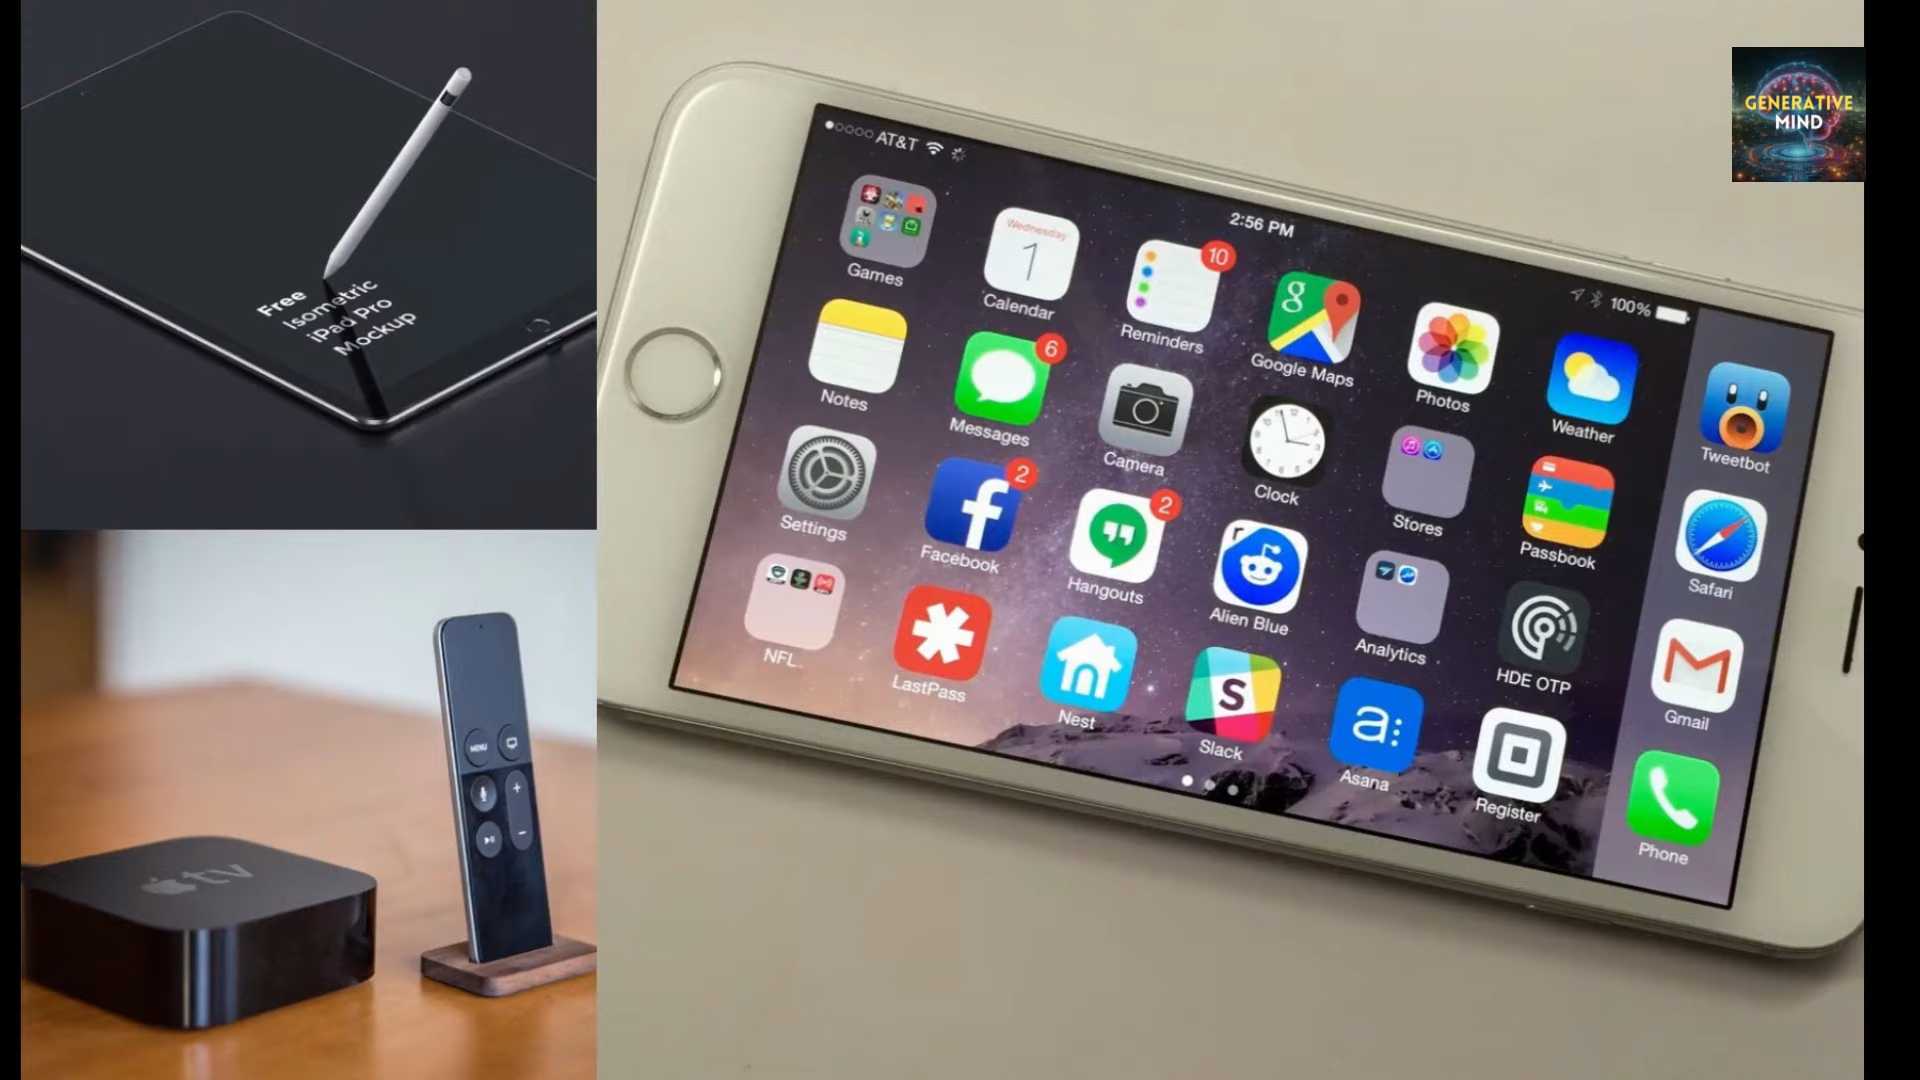 Free
Isometric
iPad Pro
Mockup
tv
MENU
AT&T
2:56 PM
100%
Games
Wednesday
1
Calendar
10
Reminders
g
Google Maps
Photos
Weather
Tweetbot
Notes
6
Messages
Camera
Clock
Stores
Passbook
Safari
Settings
f
2
Facebook
2
Hangouts
Alien Blue
Analytics
HDE OTP
Gmail
NFL
LastPass
Nest
S
Slack
a:
Asana
Register
Phone
GENERATIVE
MIND